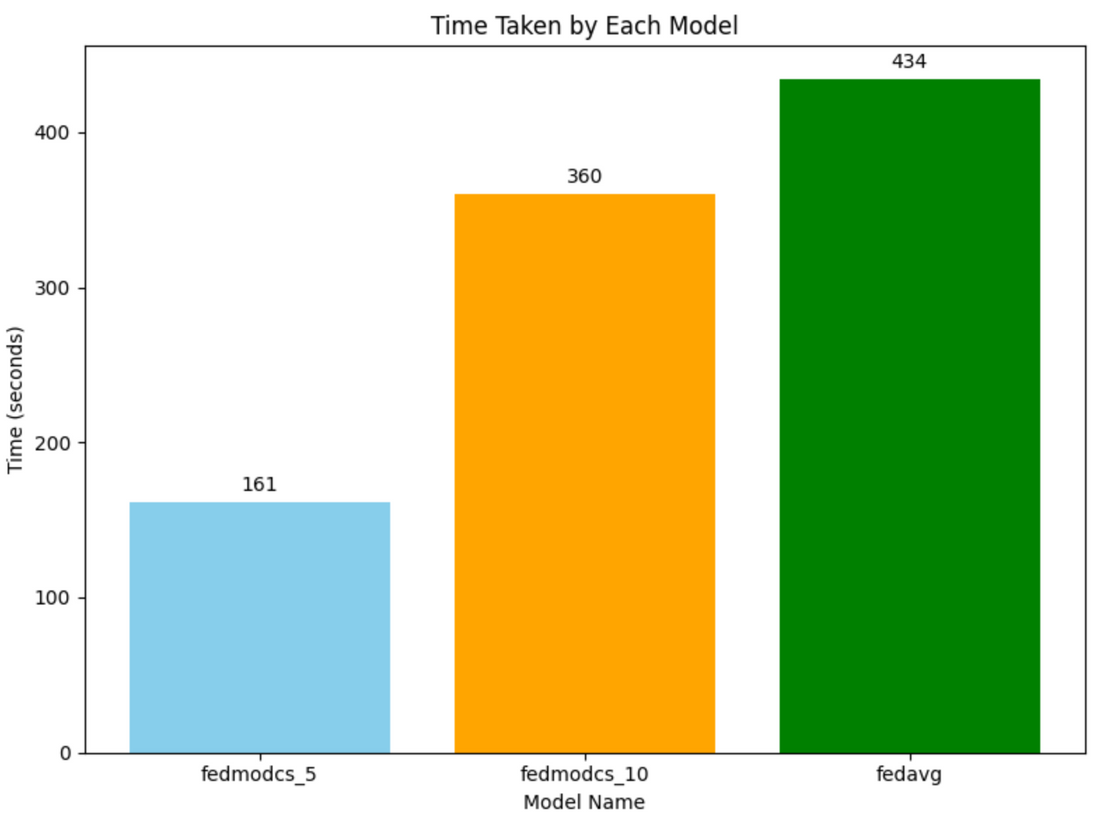 Time Taken by Each Model
434
400
360
300
Time (seconds)
200
161
100
0
fedmodcs_5 fedmodcs_10 fedavg
Model Name